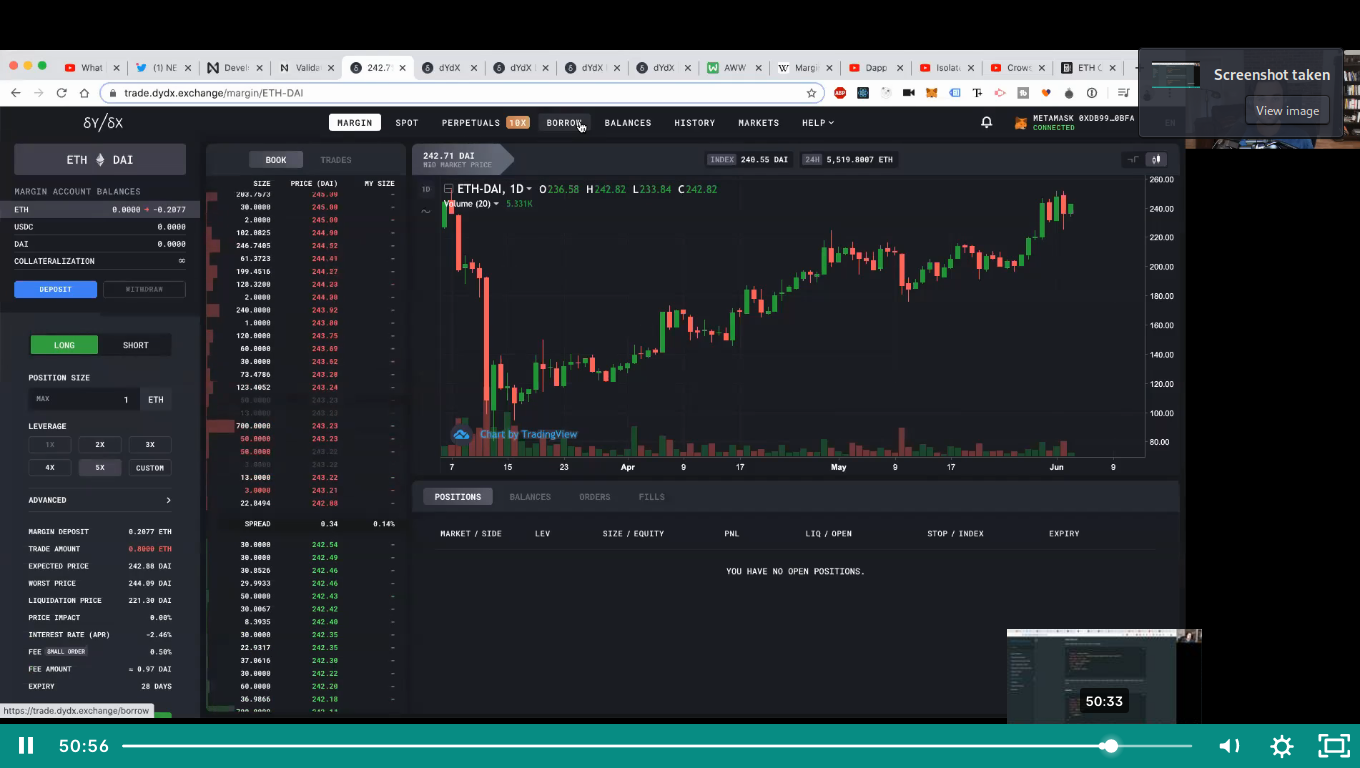 What
(1) NE
Develo
Valida
242.7
dYdX
dYdX
dYdX
dYdX
AWW
Margi
Dapp
Isolat
Crow
ETH C
Screenshot taken
View image
trade.dydx.exchange/margin/ETH-DAI
δY/δX
MARGIN SPOT PERPETUALS 10X BORROW BALANCES HISTORY MARKETS HELP
METAMASK 0XDB99...0BFA
CONNECTED
ETH DAI
MARGIN ACCOUNT BALANCES
ETH 0.0000 → -0.2077
USDC 0.0000
DAI 0.0000
COLLATERALIZATION ∞
DEPOSIT WITHDRAW
LONG SHORT
POSITION SIZE
MAX 1 ETH
LEVERAGE
1X 2X 3X
4X 5X CUSTOM
ADVANCED
MARGIN DEPOSIT 0.2077 ETH
TRADE AMOUNT 0.8000 ETH
EXPECTED PRICE 242.88 DAI
WORST PRICE 244.09 DAI
LIQUIDATION PRICE 221.30 DAI
PRICE IMPACT 0.00%
INTEREST RATE (APR) -2.46%
FEE SMALL ORDER 0.50%
FEE AMOUNT ≈ 0.97 DAI
EXPIRY 28 DAYS
https://trade.dydx.exchange/borrow
BOOK TRADES
SIZE PRICE (DAI) MY SIZE
203.7573 245.00 -
30.0000 245.00 -
2.0000 245.00 -
102.0825 244.90 -
246.7405 244.52 -
61.3723 244.41 -
199.4516 244.27 -
128.3200 244.23 -
2.0000 244.00 -
240.0000 243.92 -
1.0000 243.80 -
120.0000 243.75 -
60.0000 243.69 -
30.0000 243.62 -
73.4786 243.28 -
123.4052 243.24 -
50.0000 243.23 -
15.0000 243.23 -
700.0000 243.23 -
50.0000 243.23 -
50.0000 243.22 -
243.22 -
13.0000 243.22 -
3.0000 243.21 -
22.8494 242.88 -
SPREAD 0.34 0.14%
30.0000 242.54 -
30.0000 242.49 -
30.8526 242.46 -
29.9933 242.46 -
50.0000 242.43 -
30.0067 242.42 -
8.3935 242.40 -
30.0000 242.35 -
22.9317 242.35 -
37.0616 242.30 -
30.0000 242.22 -
60.0000 242.20 -
36.9866 242.18 -
242.71 DAI
MID MARKET PRICE
INDEX 240.55 DAI 24H 5,519.8007 ETH
1D
ETH-DAI, 1D O236.58 H242.82 L233.84 C242.82
Volume (20) 5.331K
260.00
240.00
220.00
200.00
180.00
160.00
140.00
120.00
100.00
80.00
Chart by TradingView
7 15 23 Apr 9 17 May 9 17 Jun 9
POSITIONS BALANCES ORDERS FILLS
MARKET / SIDE LEV SIZE / EQUITY PNL LIQ / OPEN STOP / INDEX EXPIRY
YOU HAVE NO OPEN POSITIONS.
50:33
50:56